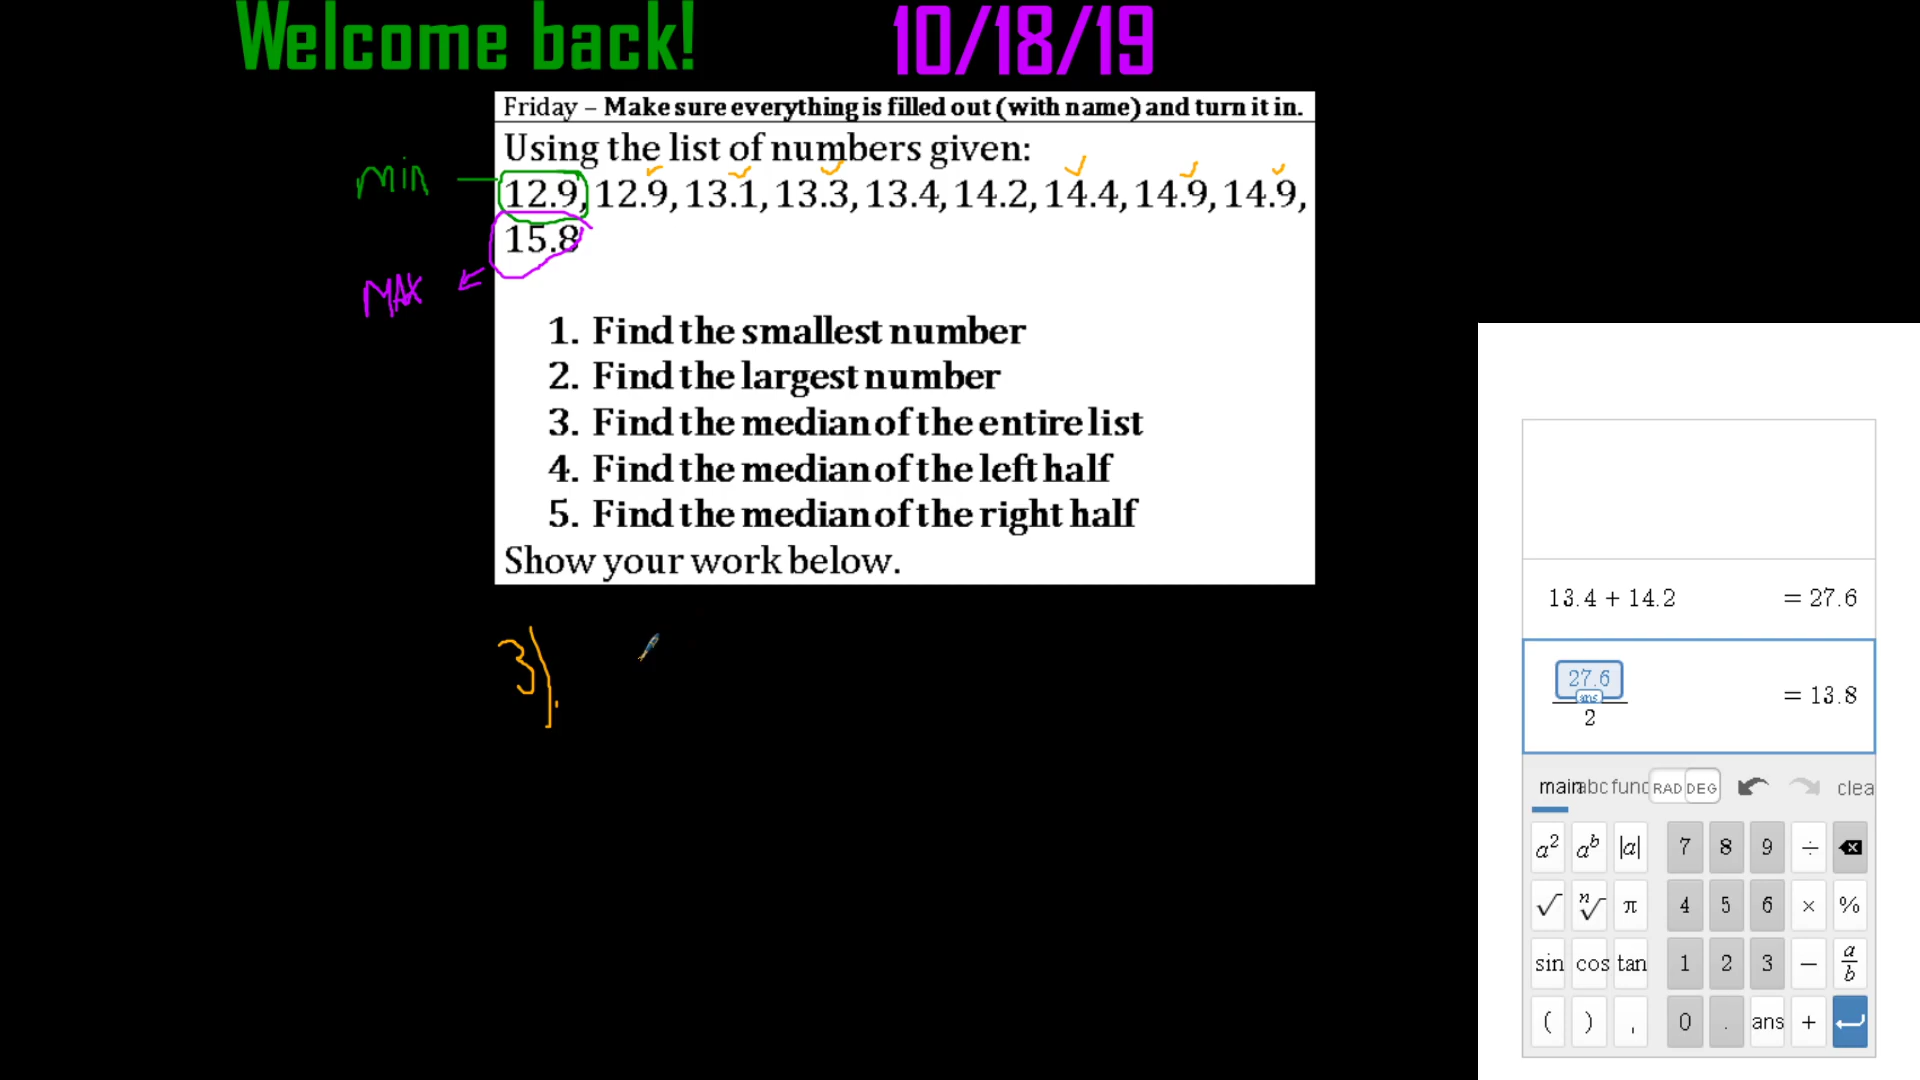 Welcome back! 10/18/19
Friday – Make sure everything is filled out (with name) and turn it in.
Using the list of numbers given:
min
12.9, 12.9, 13.1, 13.3, 13.4, 14.2, 14.4, 14.9, 14.9,
15.8
MAX
1. Find the smallest number
2. Find the largest number
3. Find the median of the entire list
4. Find the median of the left half
5. Find the median of the right half
Show your work below.
3).
13.4 + 14.2 = 27.6
27.6
ans
2
= 13.8
main abc func RAD DEG clea
a² aᵇ |a| 7 8 9 ÷
√ ⁿ√ π 4 5 6 × %
sin cos tan 1 2 3 − a/b
( ) , 0 . ans +